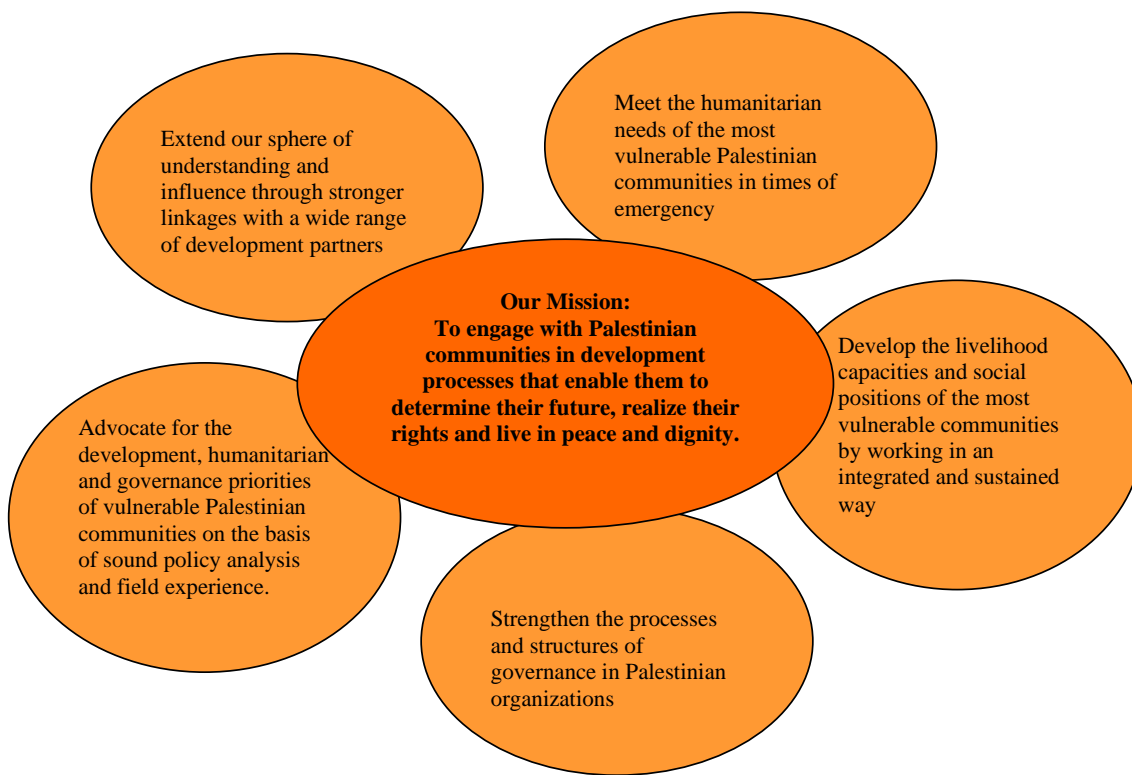 Extend our sphere of
understanding and
influence through stronger
linkages with a wide range
of development partners
Meet the humanitarian
needs of the most
vulnerable Palestinian
communities in times of
emergency
Our Mission:
To engage with Palestinian
communities in development
processes that enable them to
determine their future, realize their
rights and live in peace and dignity.
Develop the livelihood
capacities and social
positions of the most
vulnerable communities
by working in an
integrated and sustained
way
Advocate for the
development, humanitarian
and governance priorities
of vulnerable Palestinian
communities on the basis
of sound policy analysis
and field experience.
Strengthen the processes
and structures of
governance in Palestinian
organizations